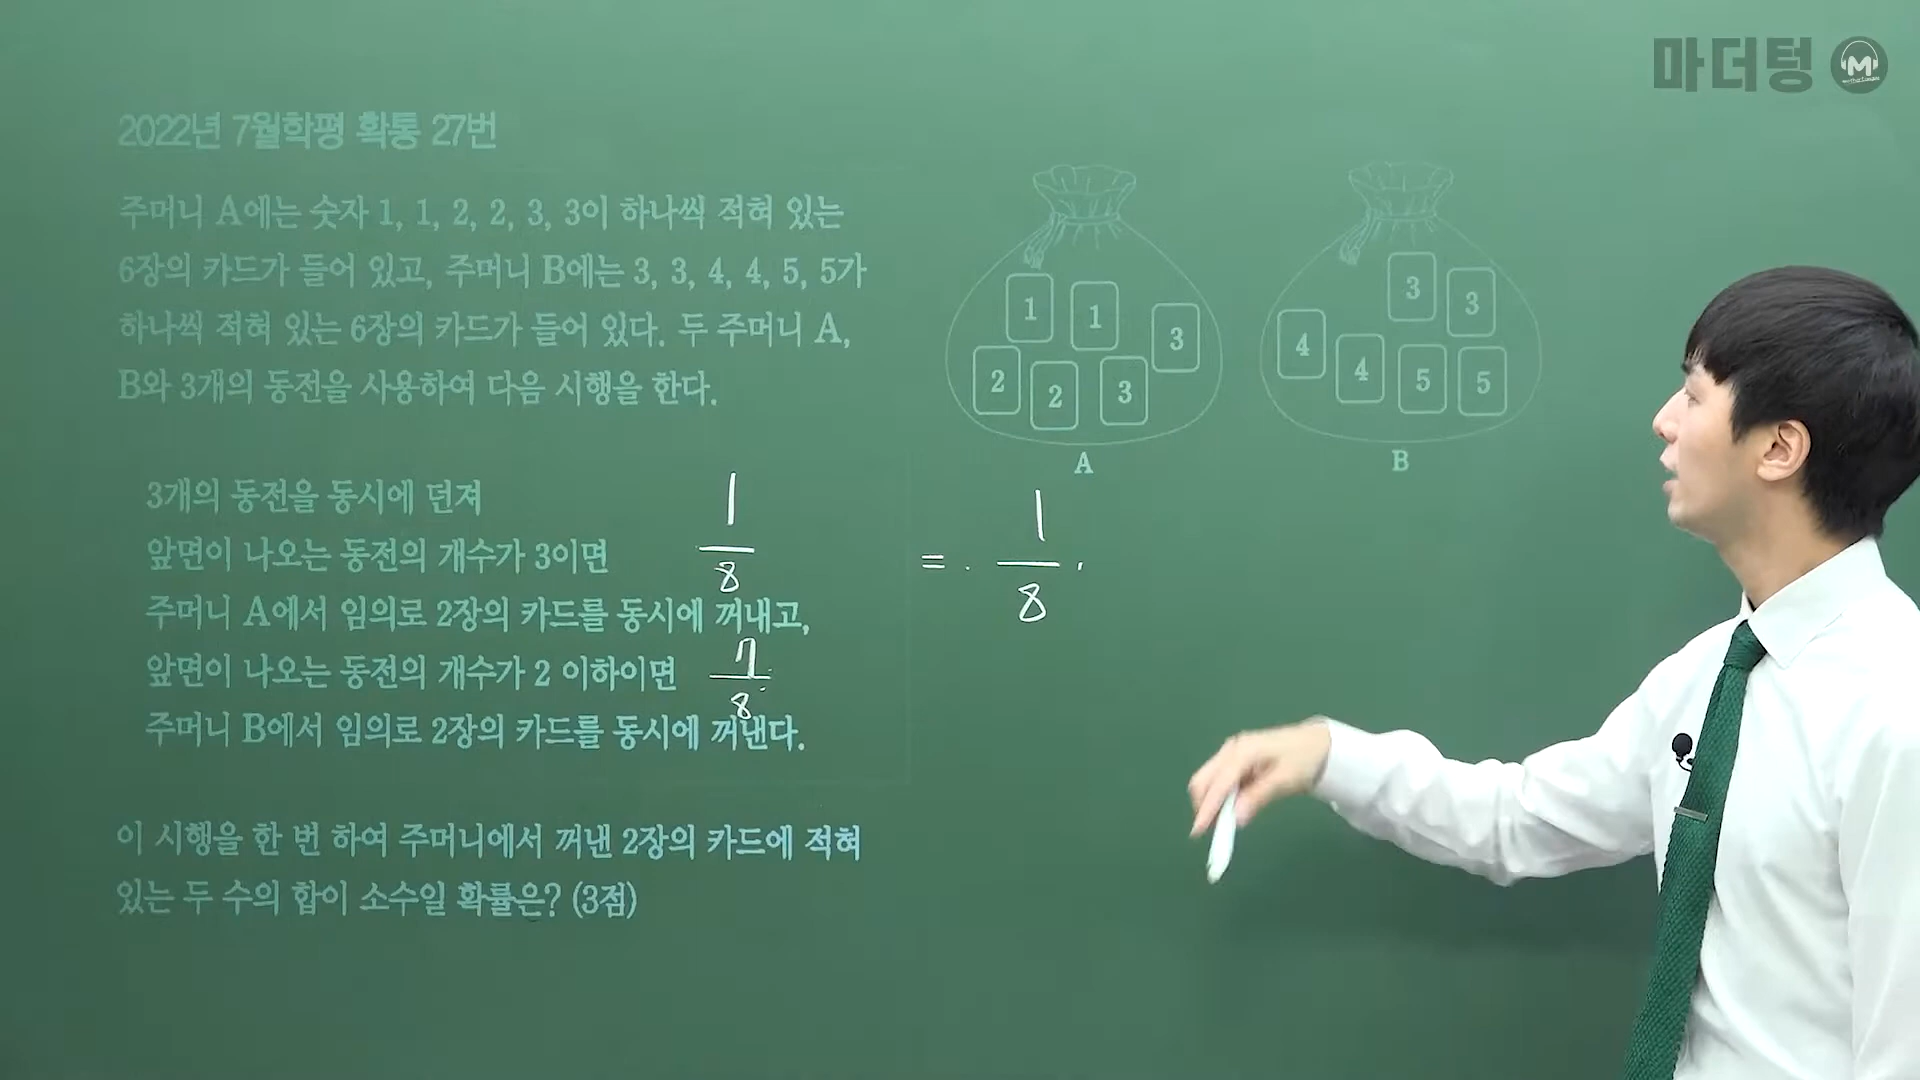 마더텅 M
2022년 7월학평 확통 27번
주머니 A에는 숫자 1, 1, 2, 2, 3, 3이 하나씩 적혀 있는
6장의 카드가 들어 있고, 주머니 B에는 3, 3, 4, 4, 5, 5가
하나씩 적혀 있는 6장의 카드가 들어 있다. 두 주머니 A,
B와 3개의 동전을 사용하여 다음 시행을 한다.
1 1 3
2 2 3
A
3 3
4 4 5 5
B
3개의 동전을 동시에 던져
앞면이 나오는 동전의 개수가 3이면
1/8
주머니 A에서 임의로 2장의 카드를 동시에 꺼내고,
앞면이 나오는 동전의 개수가 2 이하이면
7/8
주머니 B에서 임의로 2장의 카드를 동시에 꺼낸다.
= · 1/8 ·
이 시행을 한 번 하여 주머니에서 꺼낸 2장의 카드에 적혀
있는 두 수의 합이 소수일 확률은? (3점)